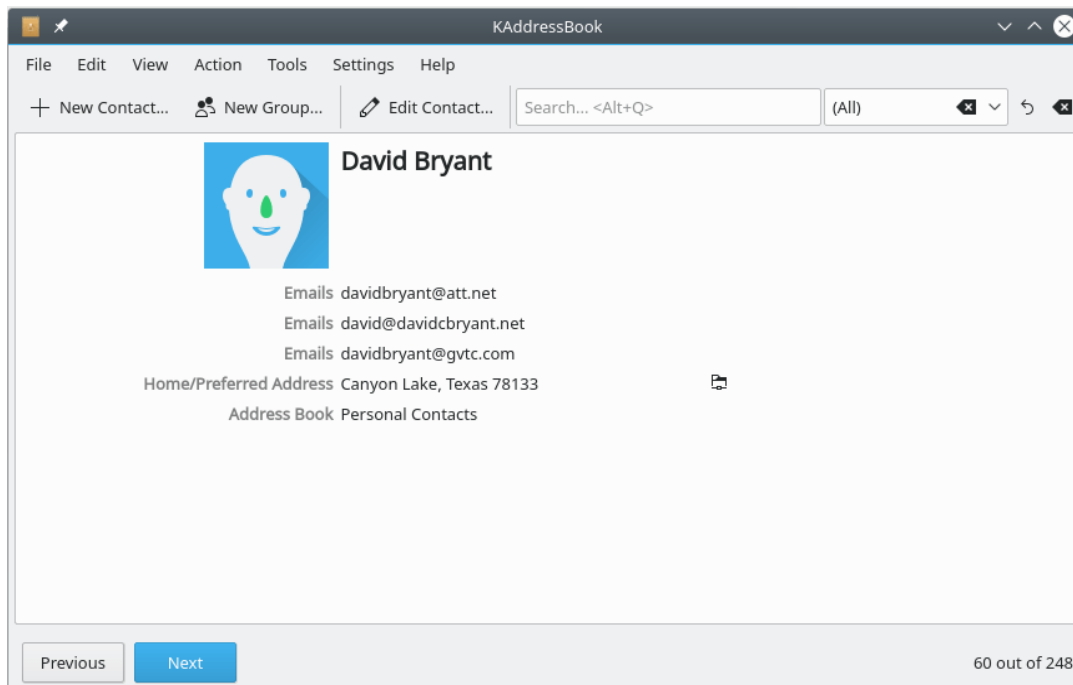 KAddressBook
File Edit View Action Tools Settings Help
New Contact... New Group... Edit Contact... Search... <Alt+Q> (All)
David Bryant
Emails davidbryant@att.net
Emails david@davidcbryant.net
Emails davidbryant@gvtc.com
Home/Preferred Address Canyon Lake, Texas 78133
Address Book Personal Contacts
Previous Next 60 out of 248